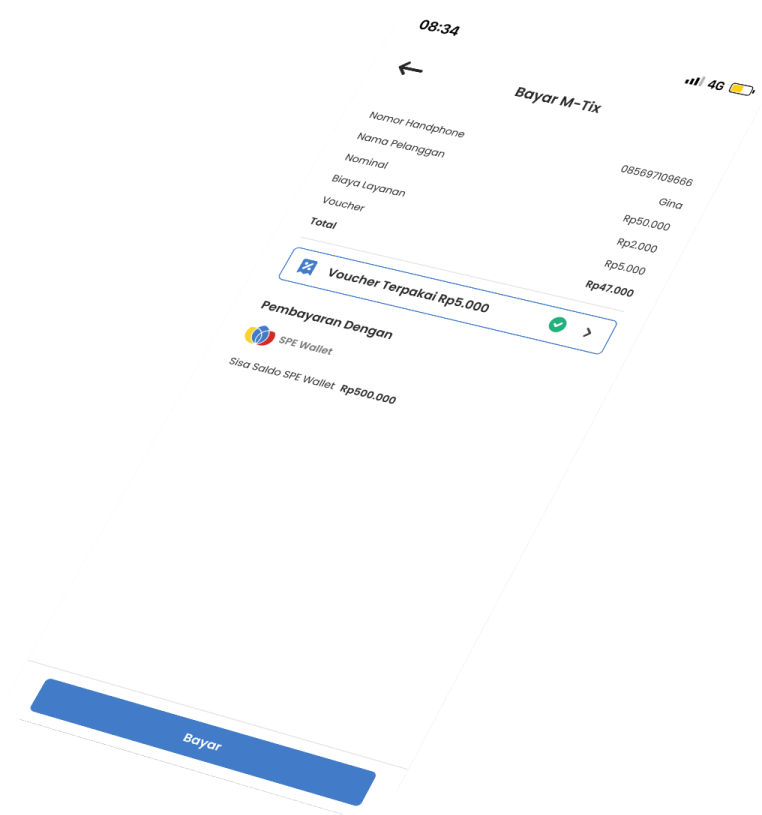 08:34
4G
Bayar M-Tix
Nomor Handphone 085697109666
Nama Pelanggan Gina
Nominal Rp50.000
Biaya Layanan Rp2.000
Voucher Rp5.000
Total Rp47.000
Voucher Terpakai Rp5.000
Pembayaran Dengan
SPE Wallet
Sisa Saldo SPE Wallet Rp500.000
Bayar